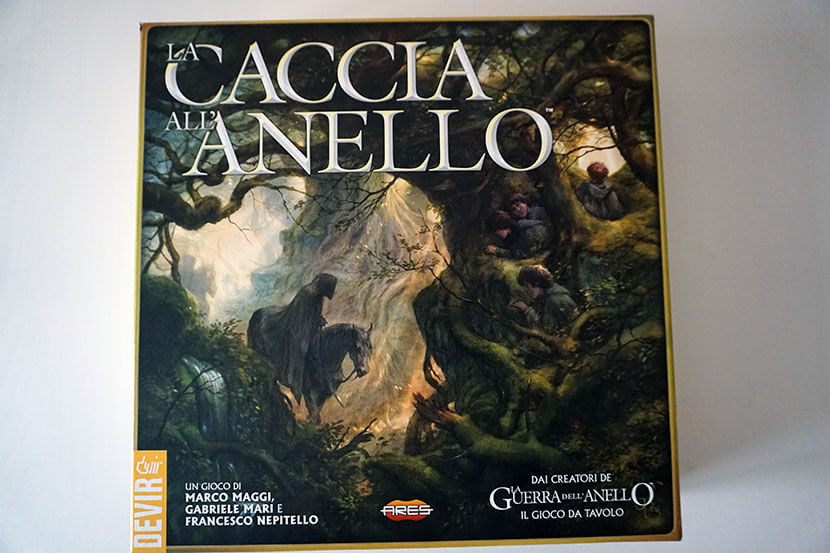 LA
CACCIA
ALL'
ANELLO™
DEVIR
UN GIOCO DI
MARCO MAGGI,
GABRIELE MARI E
FRANCESCO NEPITELLO
ARES
DAI CREATORI DE
LA
GUERRA DELL'ANELLO
IL GIOCO DA TAVOLO